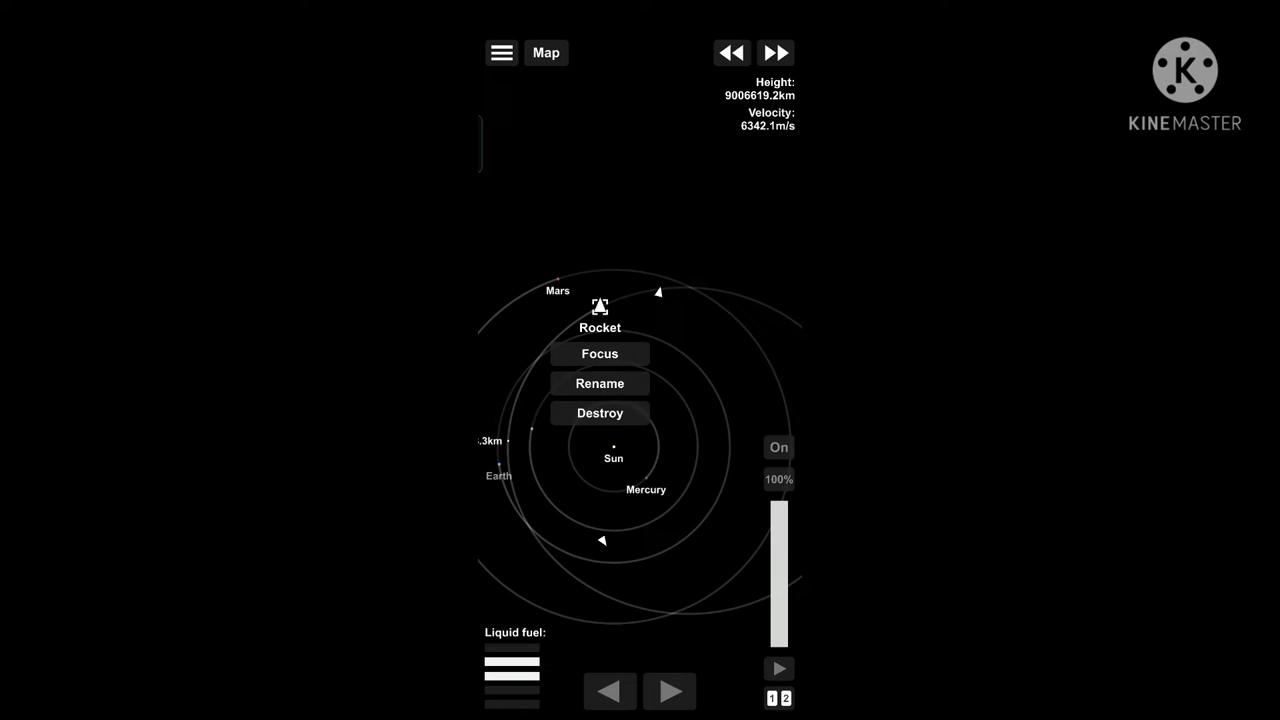 Map
Height:
9006619.2km
Velocity:
6342.1m/s
K
KINEMASTER
Mars
Rocket
Focus
Rename
Destroy
.3km
Earth
Sun
Mercury
On
100%
Liquid fuel:
1 2